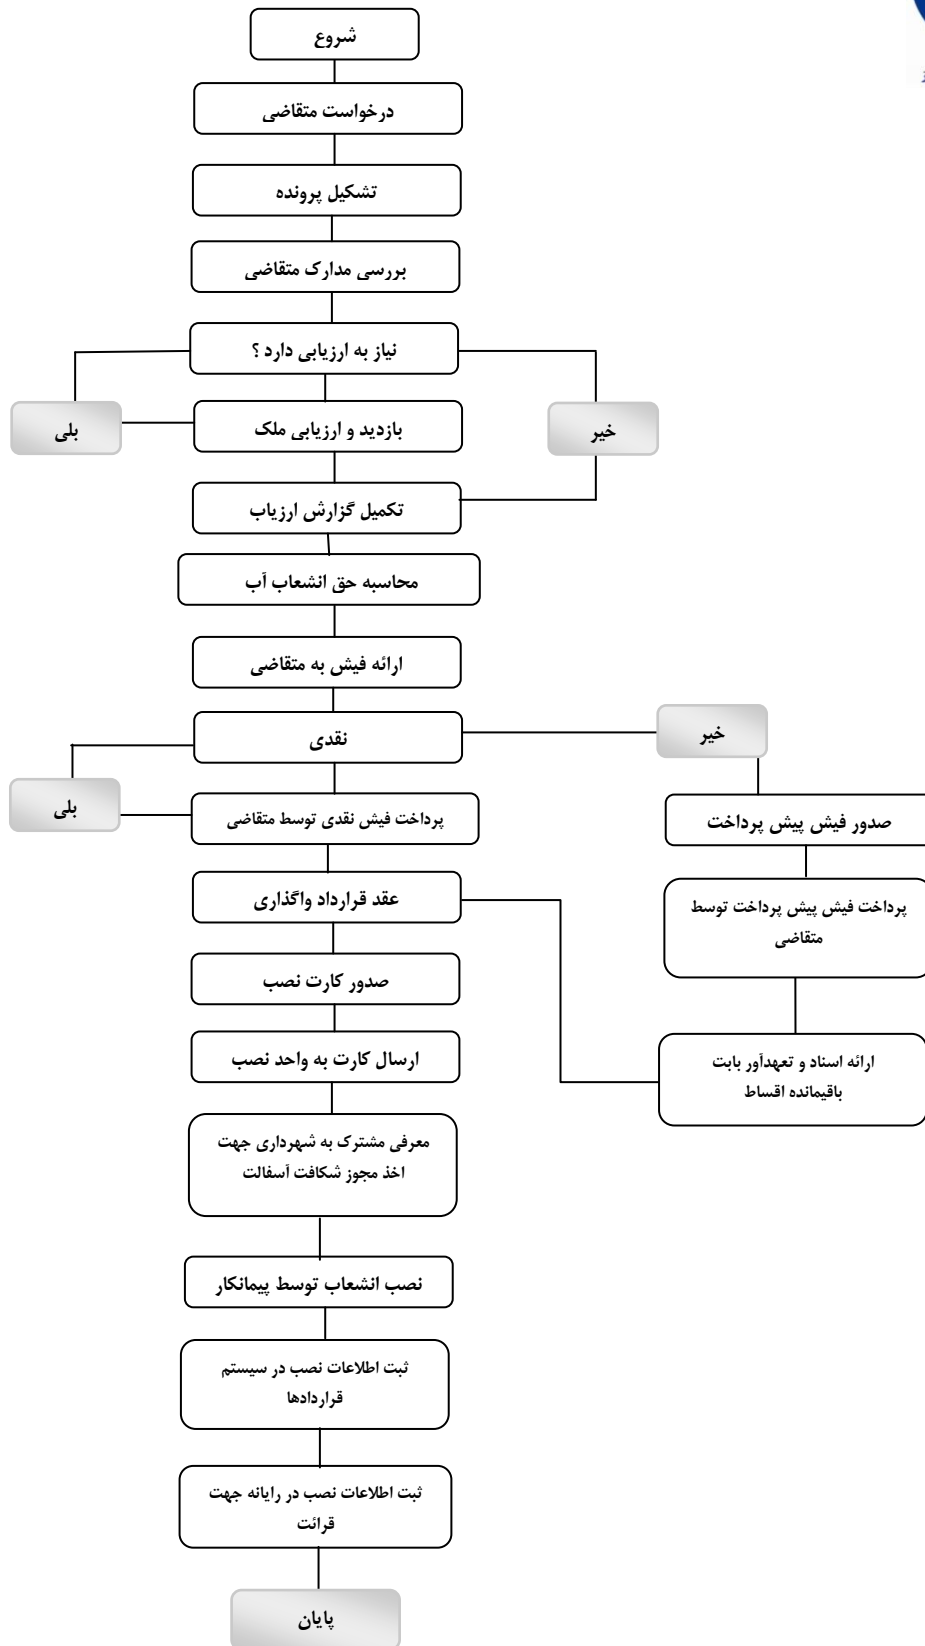 شروع
درخواست متقاضی
تشکیل پرونده
بررسی مدارک متقاضی
نیاز به ارزیابی دارد ؟
بلی
خیر
بازدید و ارزیابی ملک
تکمیل گزارش ارزیاب
محاسبه حق انشعاب آب
ارائه فیش به متقاضی
نقدی
خیر
بلی
پرداخت فیش نقدی توسط متقاضی
صدور فیش پیش پرداخت
پرداخت فیش پیش پرداخت توسط
متقاضی
ارائه اسناد و تعهدآور بابت
باقیمانده اقساط
عقد قرارداد واگذاری
صدور کارت نصب
ارسال کارت به واحد نصب
معرفی مشترک به شهرداری جهت
اخذ مجوز شکافت آسفالت
نصب انشعاب توسط پیمانکار
ثبت اطلاعات نصب در سیستم
قراردادها
ثبت اطلاعات نصب در رایانه جهت
قرائت
پایان